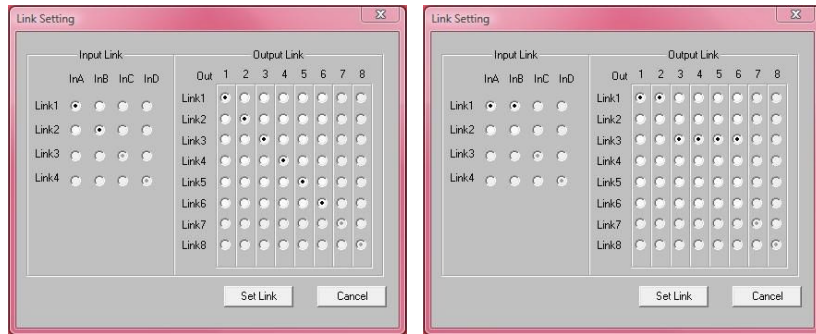 Link Setting
Input Link
Output Link
InA InB InC InD
Out 1 2 3 4 5 6 7 8
Link1
Link2
Link3
Link4
Link1
Link2
Link3
Link4
Link5
Link6
Link7
Link8
Set Link
Cancel
Link Setting
Input Link
Output Link
InA InB InC InD
Out 1 2 3 4 5 6 7 8
Link1
Link2
Link3
Link4
Link1
Link2
Link3
Link4
Link5
Link6
Link7
Link8
Set Link
Cancel